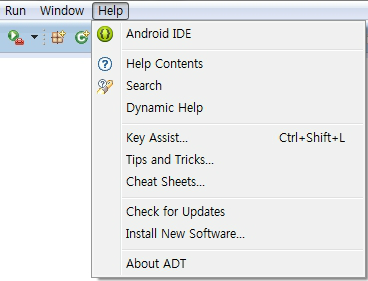 Run Window Help
Android IDE
Help Contents
Search
Dynamic Help
Key Assist... Ctrl+Shift+L
Tips and Tricks...
Cheat Sheets...
Check for Updates
Install New Software...
About ADT